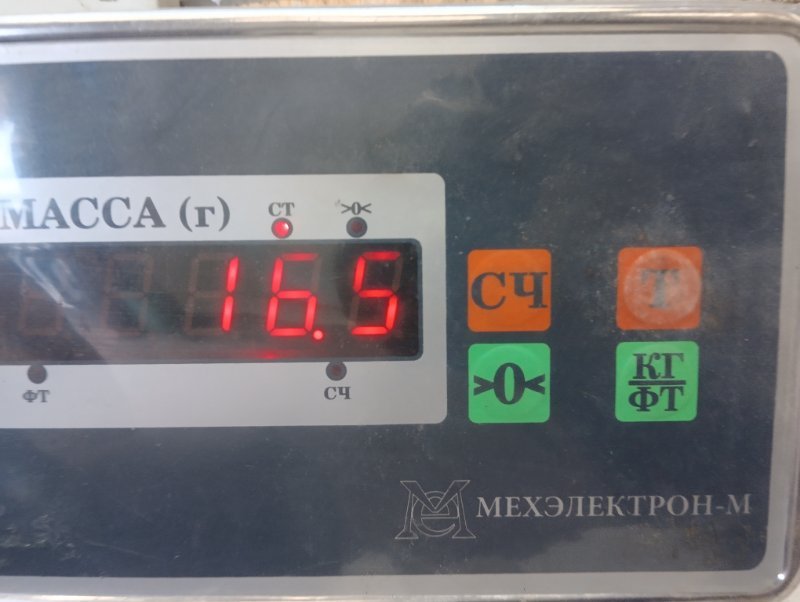 МАССА (г)
СТ
>0<
16.5
ФТ
СЧ
СЧ
Т
>0<
КГ
ФТ
МЕХЭЛЕКТРОН-М